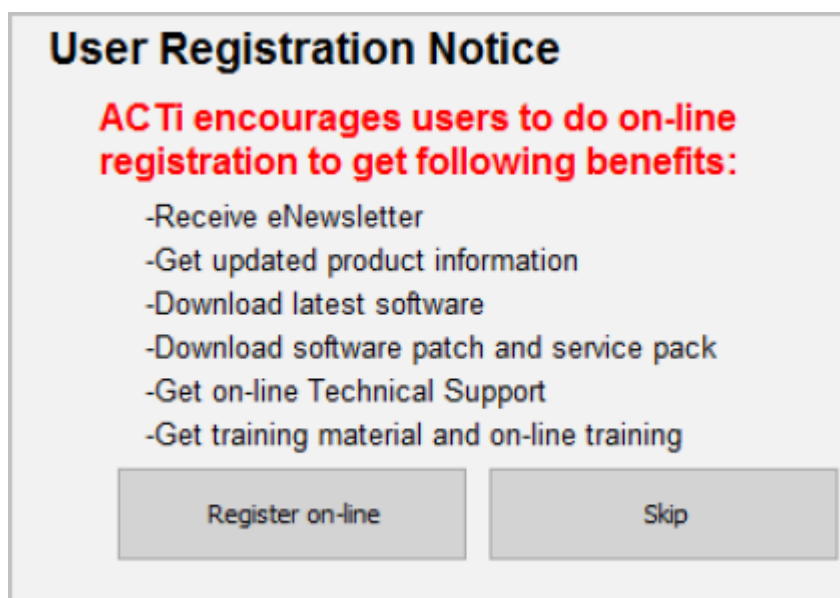 User Registration Notice
ACTi encourages users to do on-line
registration to get following benefits:
-Receive eNewsletter
-Get updated product information
-Download latest software
-Download software patch and service pack
-Get on-line Technical Support
-Get training material and on-line training
Register on-line
Skip